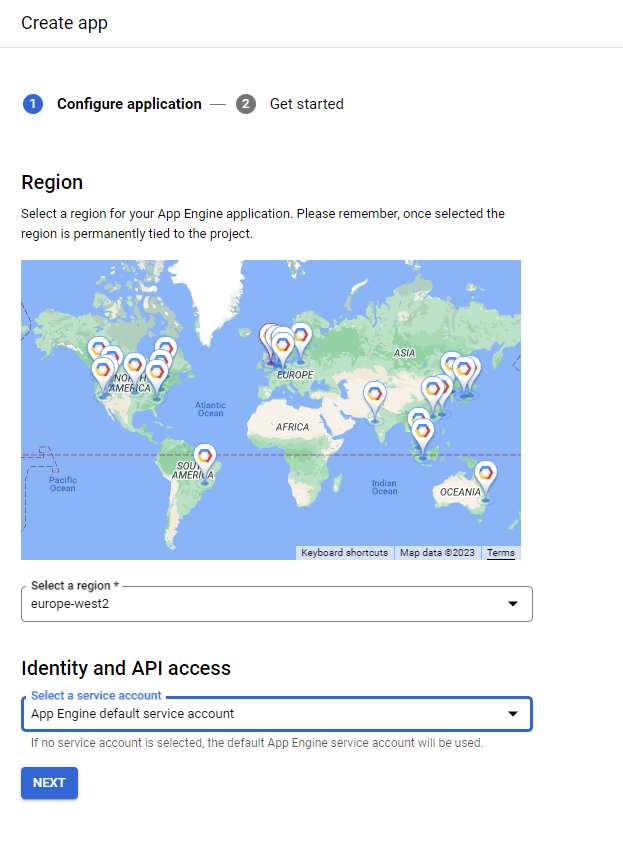 Create app
1 Configure application — 2 Get started
Region
Select a region for your App Engine application. Please remember, once selected the
region is permanently tied to the project.
ASIA
EUROPE
NORTH
AMERICA
Atlantic
Ocean
AFRICA
SOUTH
AMERICA
Pacific
Ocean
Indian
Ocean
OCEANIA
Keyboard shortcuts Map data ©2023 Terms
Select a region *
europe-west2
Identity and API access
Select a service account
App Engine default service account
If no service account is selected, the default App Engine service account will be used.
NEXT